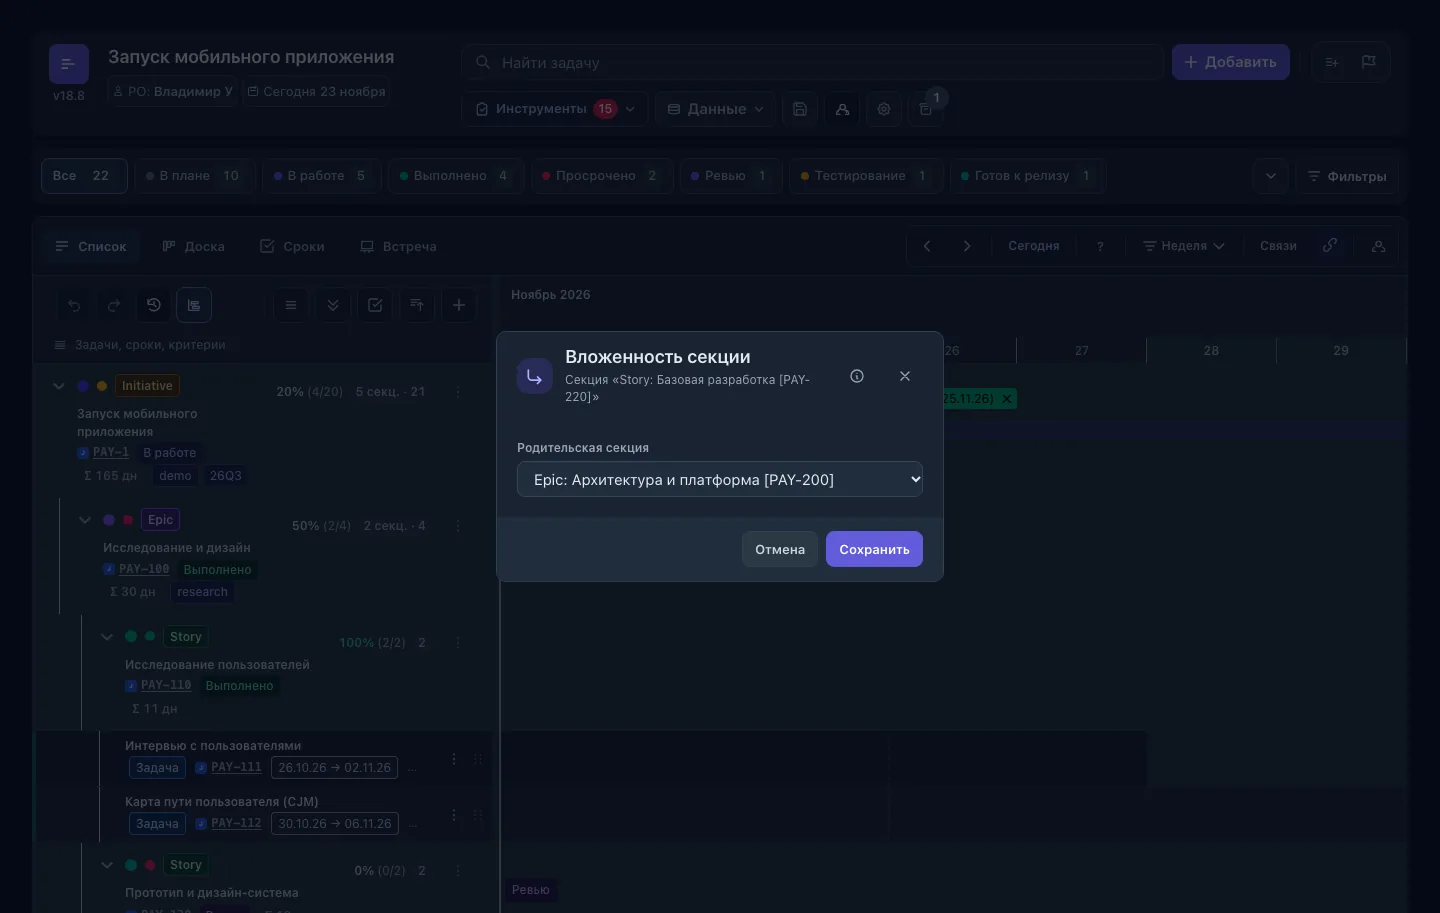 Запуск мобильного приложения
v18.8
PO: Владимир У
Сегодня 23 ноября
Найти задачу
Добавить
Инструменты 15
Данные
1
Все 22
В плане 10
В работе 5
Выполнено 4
Просрочено 2
Ревью 1
Тестирование 1
Готов к релизу 1
Фильтры
Список
Доска
Сроки
Встреча
Сегодня
?
Неделя
Связи
Задачи, сроки, критерии
Ноябрь 2026
26
27
28
29
25.11.26)
Initiative
20% (4/20) 5 секц. · 21
Запуск мобильного
приложения
PAY-1 В работе
Σ 165 дн demo 26Q3
Epic
50% (2/4) 2 секц. · 4
Исследование и дизайн
PAY-100 Выполнено
Σ 30 дн research
Story
100% (2/2) 2
Исследование пользователей
PAY-110 Выполнено
Σ 11 дн
Интервью с пользователями
Задача PAY-111 26.10.26 → 02.11.26 ...
Карта пути пользователя (CJM)
Задача PAY-112 30.10.26 → 06.11.26 ...
Story
0% (0/2) 2
Прототип и дизайн-система
Ревью
Вложенность секции
Секция «Story: Базовая разработка [PAY-
220]»
Родительская секция
Epic: Архитектура и платформа [PAY-200]
Отмена
Сохранить